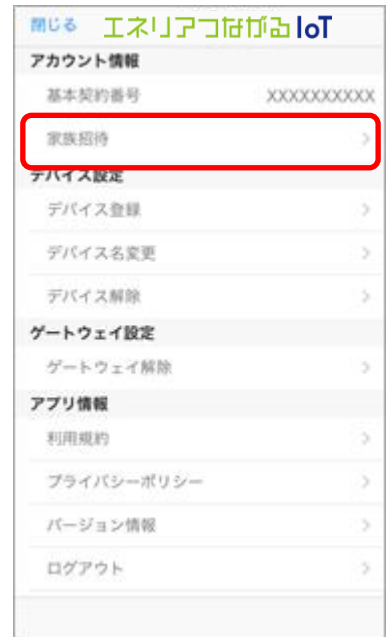 閉じる エネリアつながるIoT
アカウント情報
基本契約番号 XXXXXXXXXX
家族招待
デバイス設定
デバイス登録
デバイス名変更
デバイス解除
ゲートウェイ設定
ゲートウェイ解除
アプリ情報
利用規約
プライバシーポリシー
バージョン情報
ログアウト